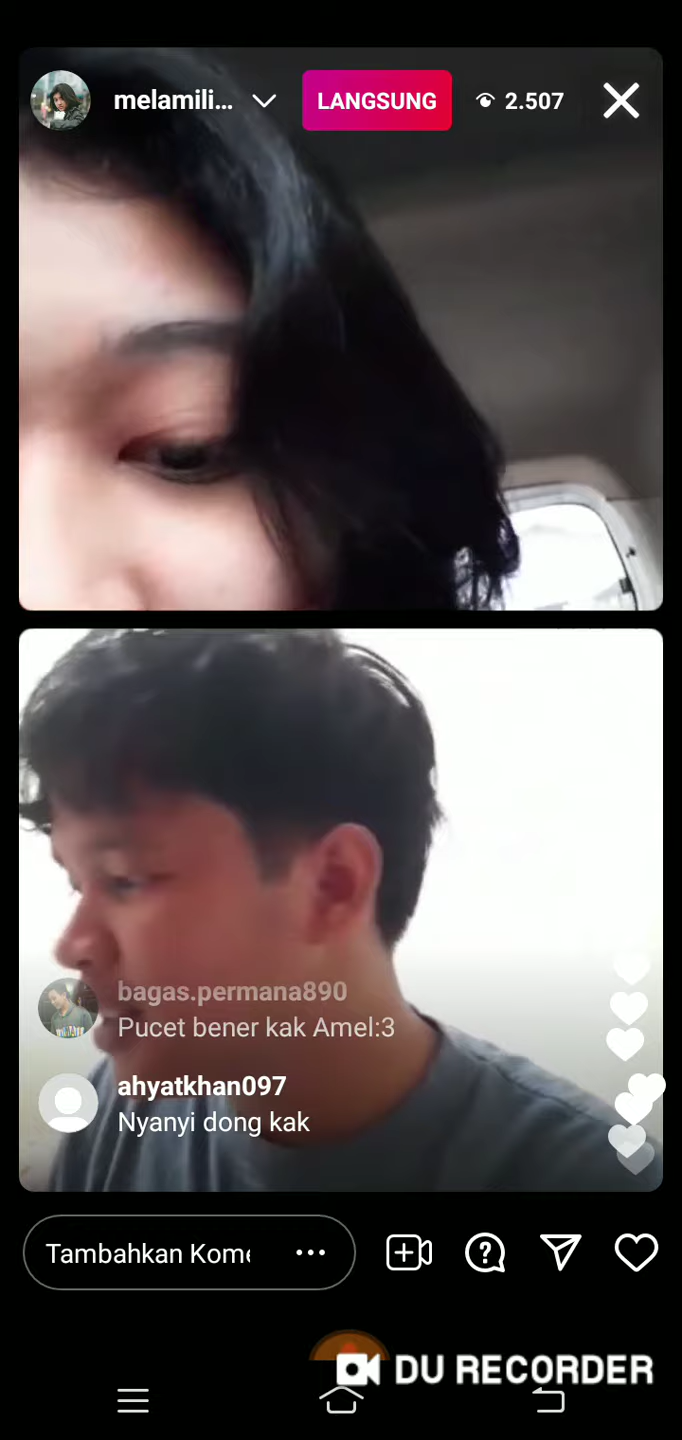 melamili...
LANGSUNG
2.507
bagas.permana890
Pucet bener kak Amel:3
ahyatkhan097
Nyanyi dong kak
Tambahkan Kome
DU RECORDER